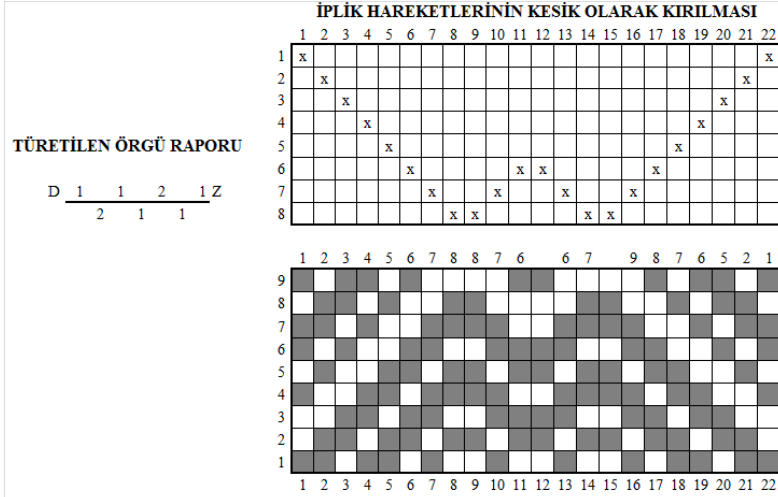 İPLİK HAREKETLERİNİN KESİK OLARAK KIRILMASI
1 2 3 4 5 6 7 8 9 10 11 12 13 14 15 16 17 18 19 20 21 22
1 x x
2 x x
3 x x
4 x x
TÜRETİLEN ÖRGÜ RAPORU
5 x x
6 x x x x
D 1 1 2 1 Z
2 1 1
7 x x x x x
8 x x x x
1 2 3 4 5 6 7 8 8 7 6 6 7 9 8 7 6 5 2 1
9
8
7
6
5
4
3
2
1
1 2 3 4 5 6 7 8 9 10 11 12 13 14 15 16 17 18 19 20 21 22